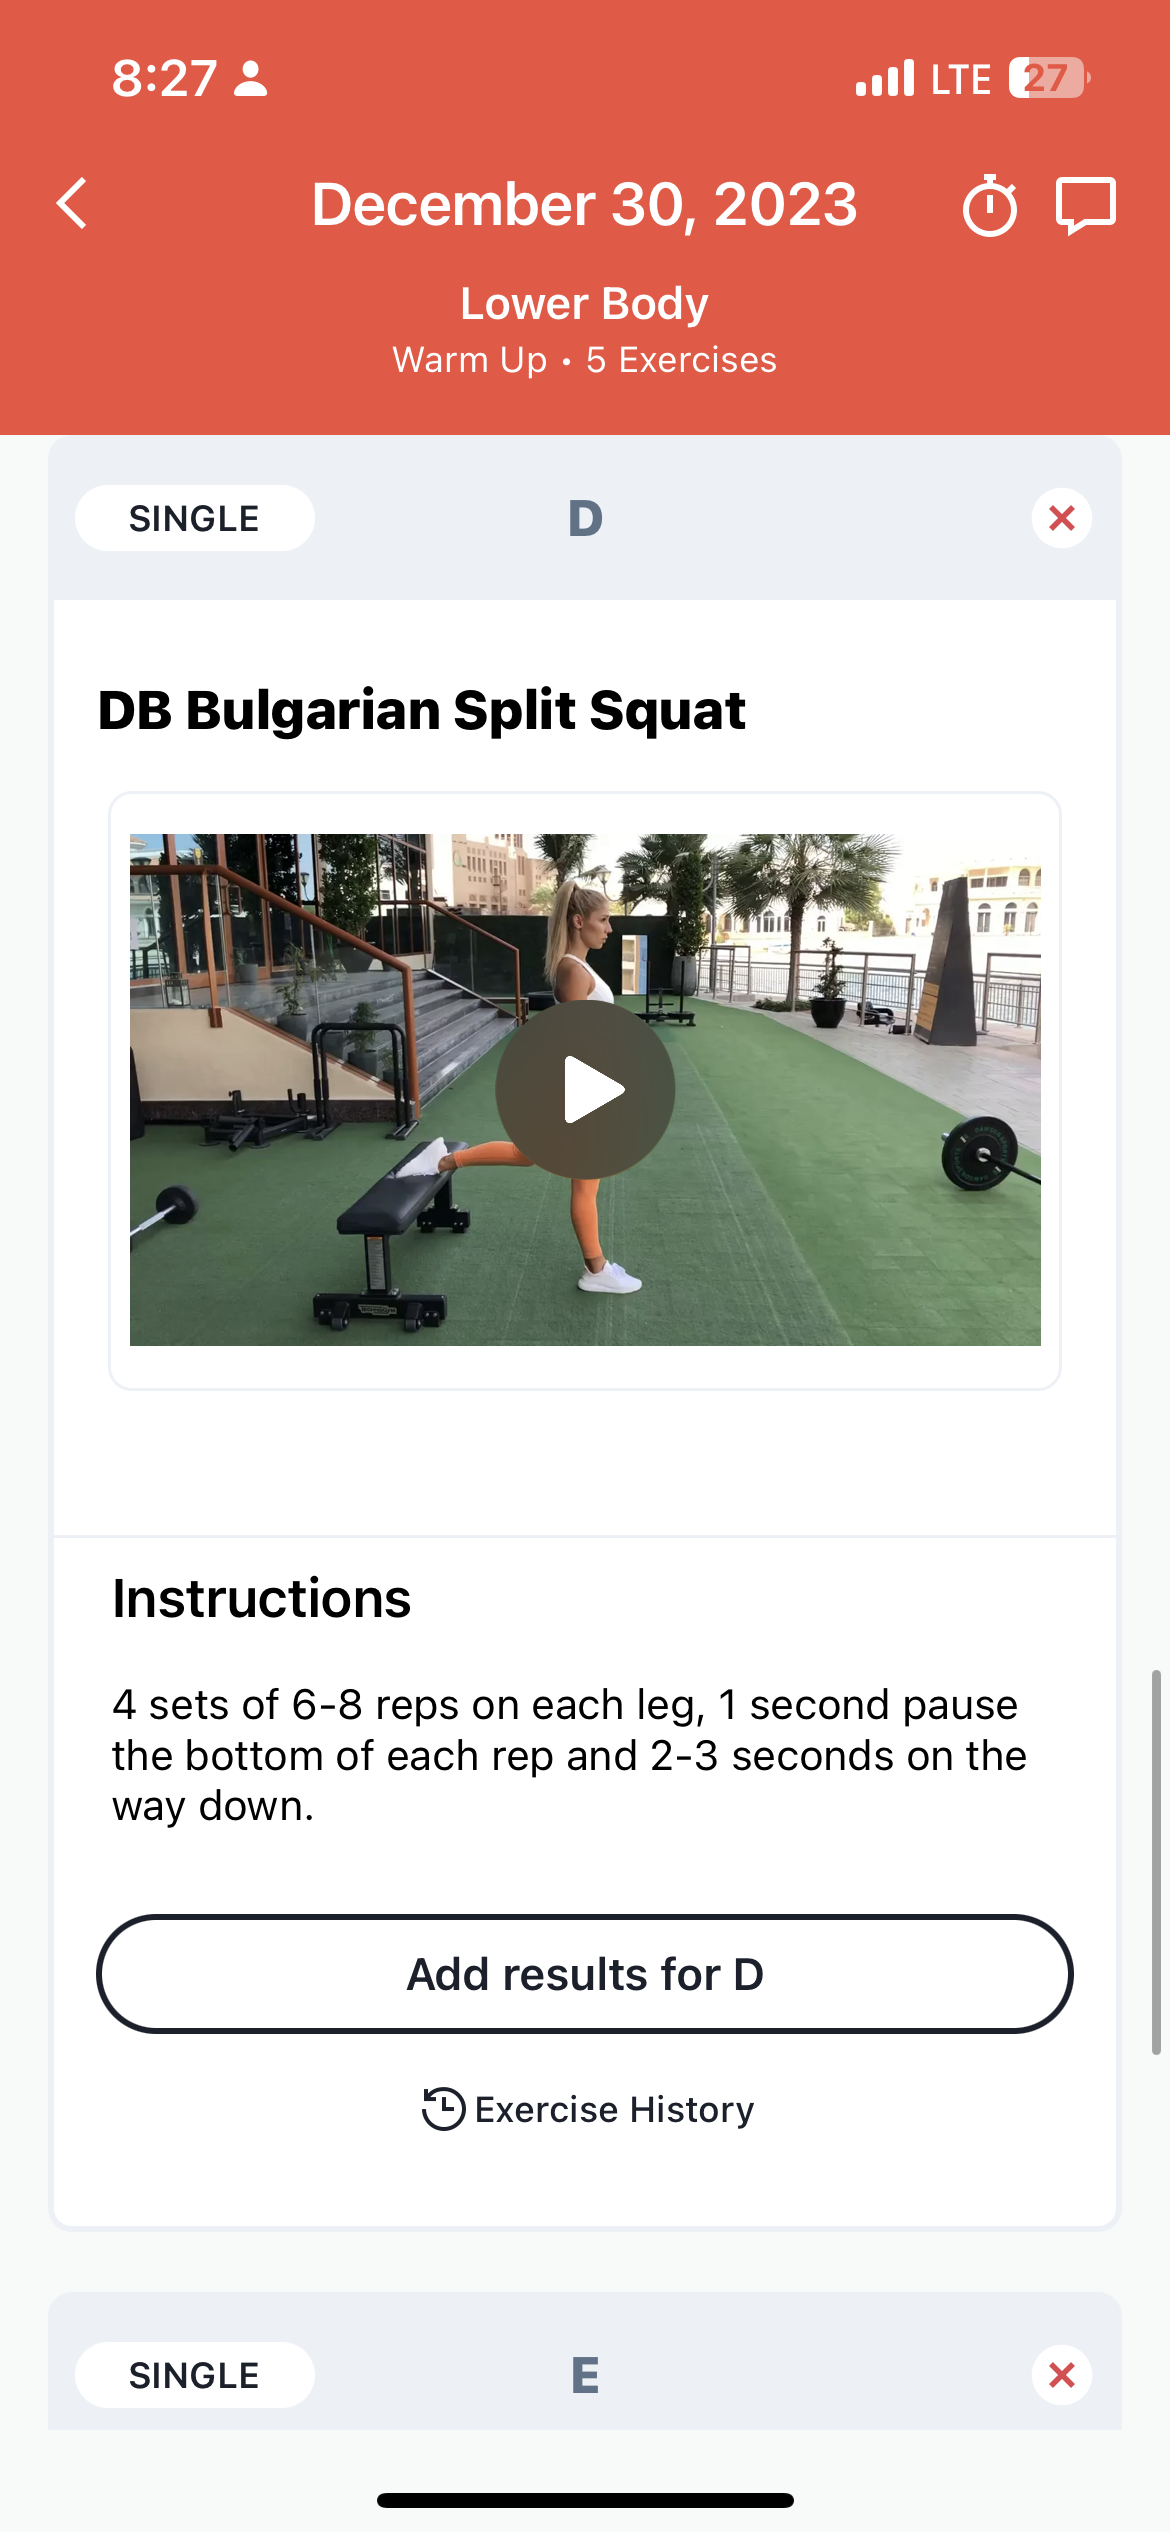 8:27
LTE 27
December 30, 2023
Lower Body
Warm Up • 5 Exercises
SINGLE D
DB Bulgarian Split Squat
Instructions
4 sets of 6-8 reps on each leg, 1 second pause
the bottom of each rep and 2-3 seconds on the
way down.
Add results for D
Exercise History
SINGLE E